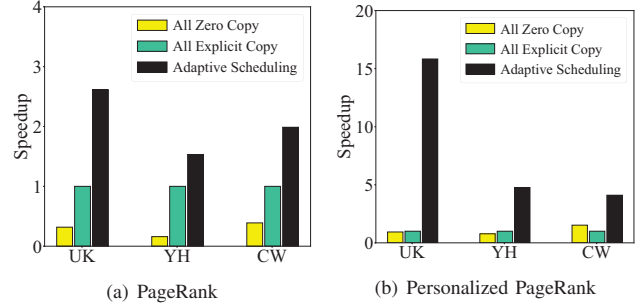 4
3
2
1
0
Speedup
All Zero Copy
All Explicit Copy
Adaptive Scheduling
UK YH CW
(a) PageRank
20
15
10
5
0
Speedup
All Zero Copy
All Explicit Copy
Adaptive Scheduling
UK YH CW
(b) Personalized PageRank